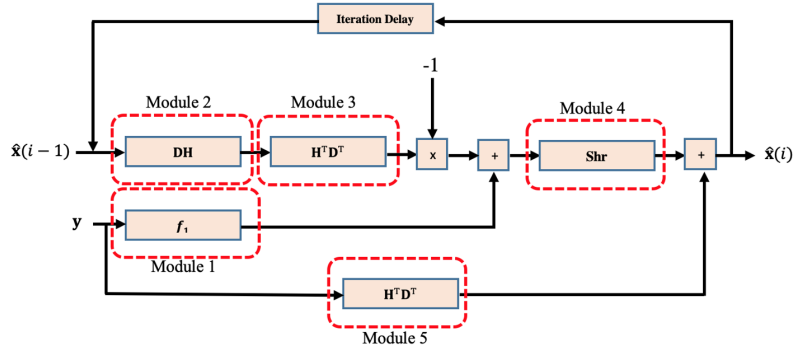 Iteration Delay
-1
Module 2
Module 3
Module 4
x̂(i − 1)
DH
HᵀDᵀ
x
+
Shr
+
x̂(i)
y
f₁
Module 1
HᵀDᵀ
Module 5